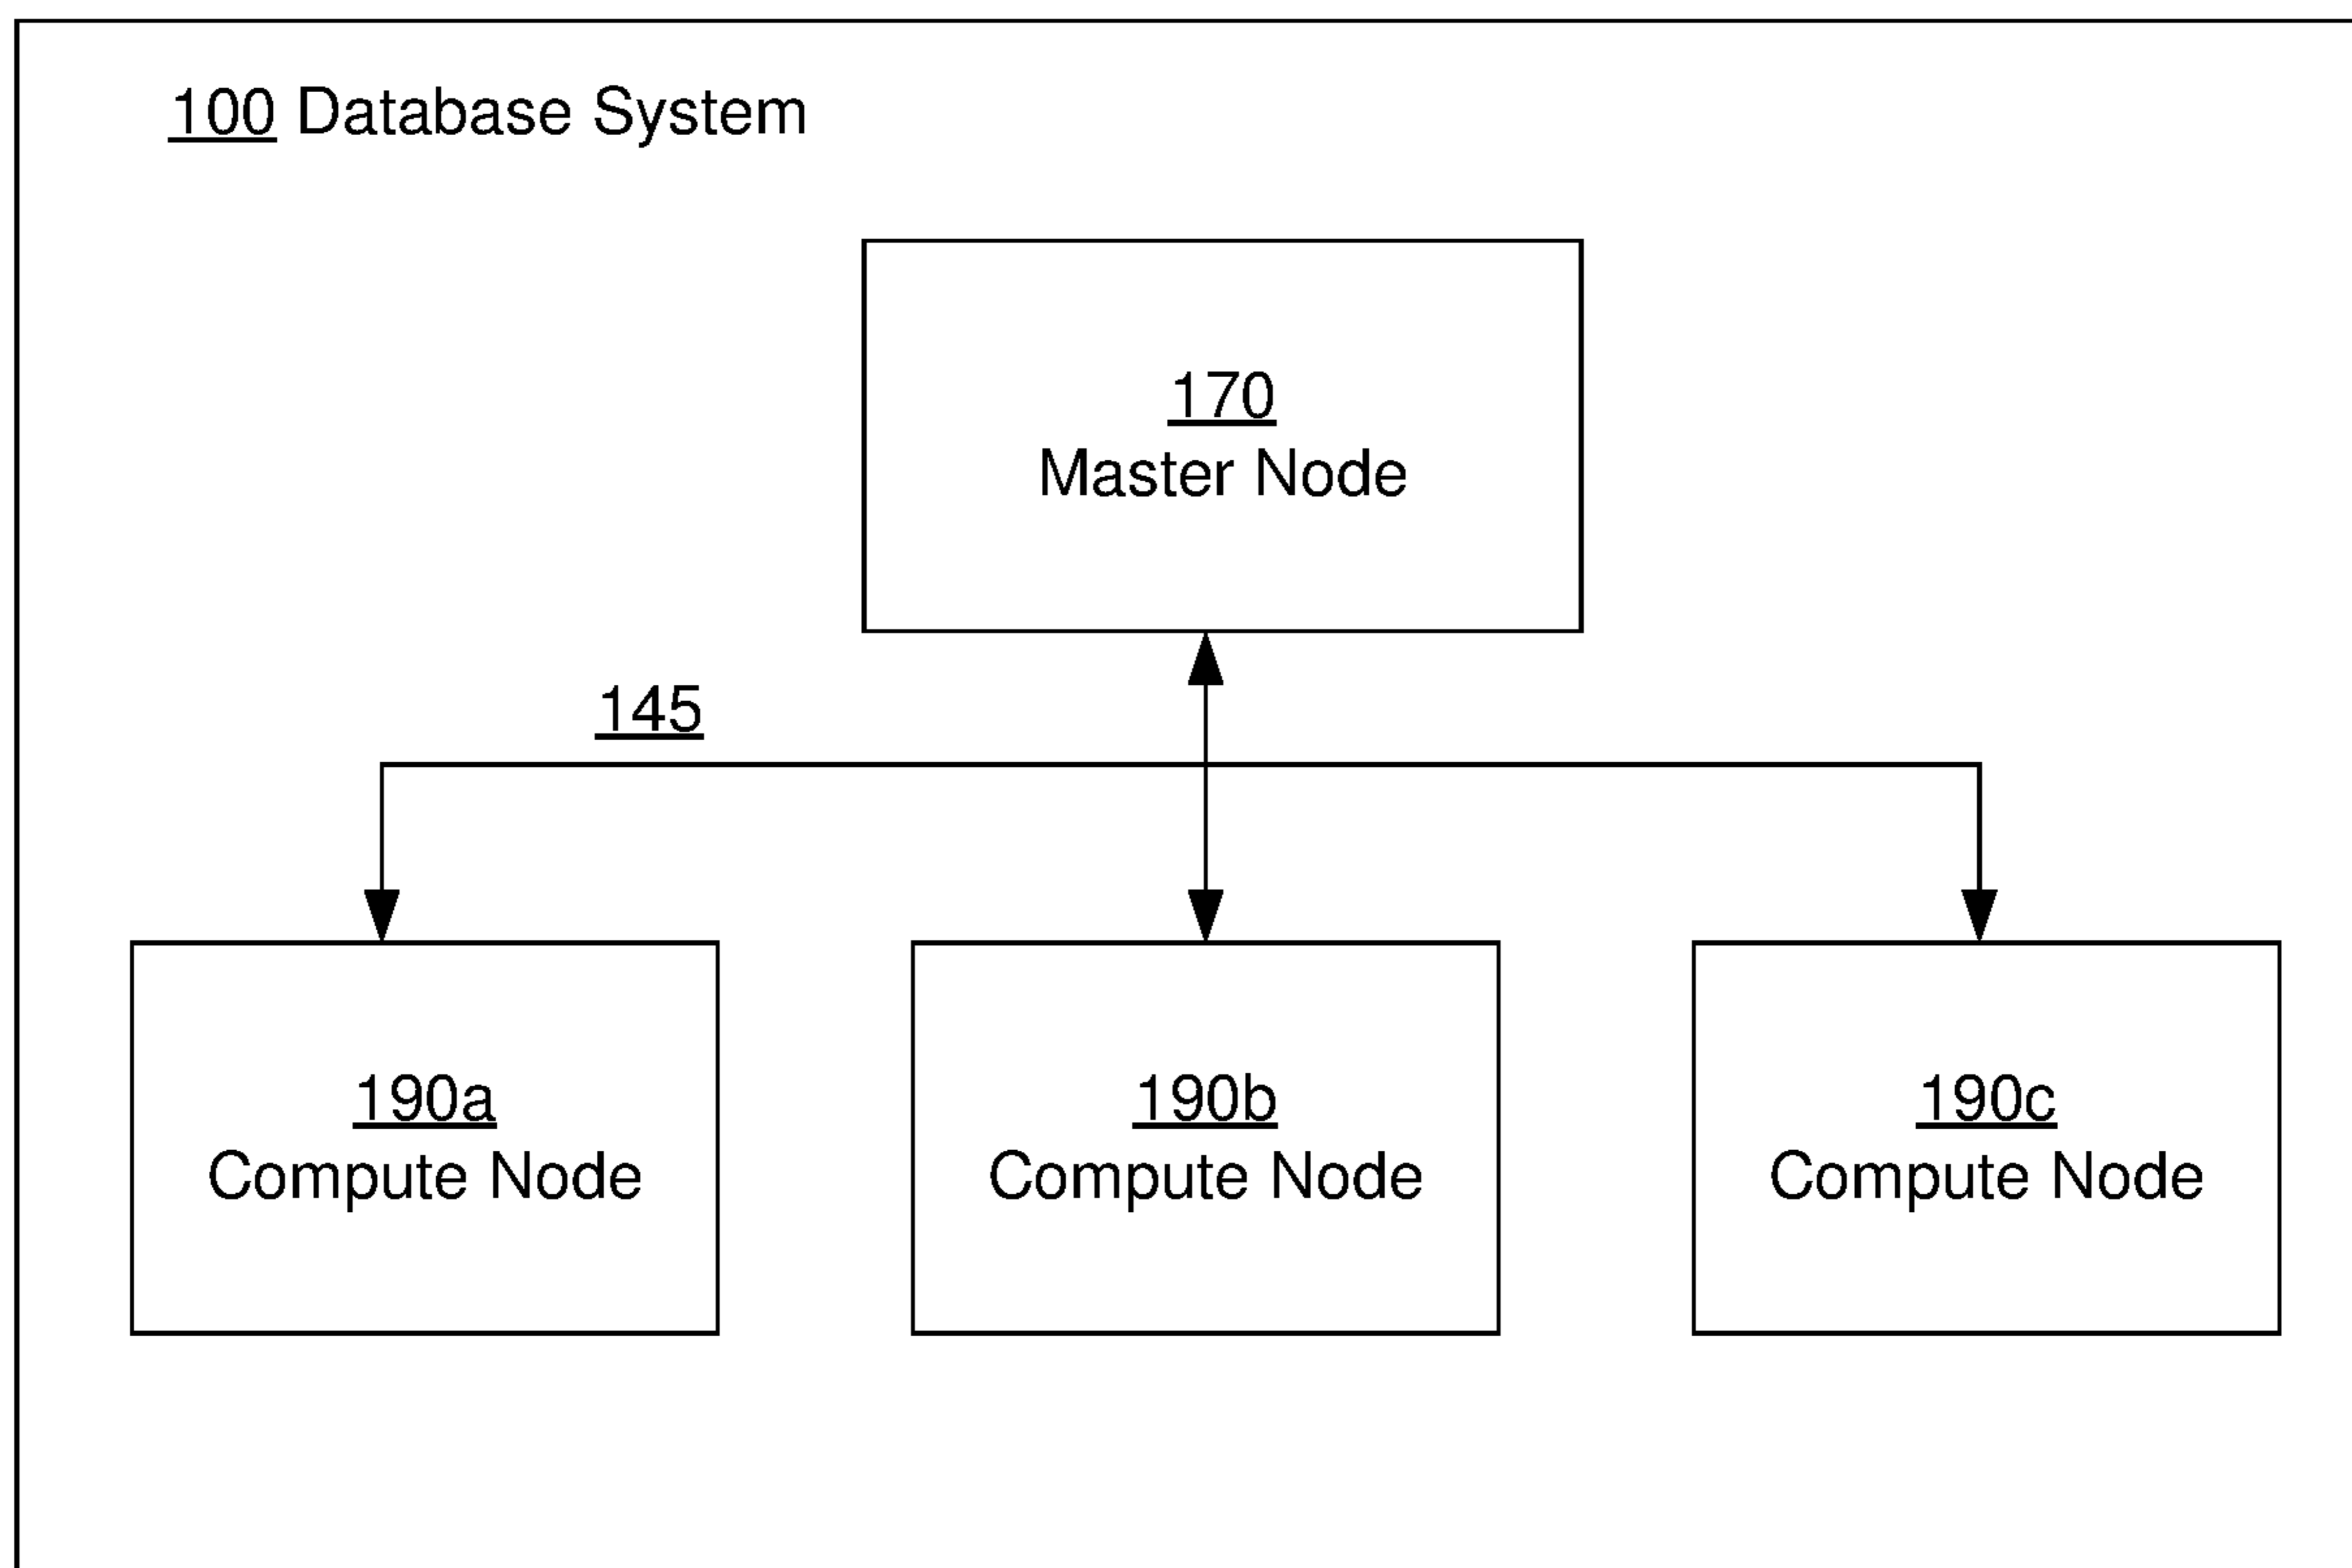 100 Database System
170
Master Node
145
190a
Compute Node
190b
Compute Node
190c
Compute Node